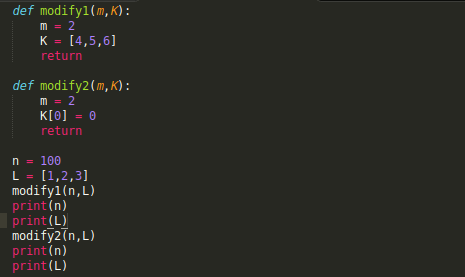 def modify1(m,K):
    m = 2
    K = [4,5,6]
    return
def modify2(m,K):
    m = 2
    K[0] = 0
    return
n = 100
L = [1,2,3]
modify1(n,L)
print(n)
print(L)
modify2(n,L)
print(n)
print(L)